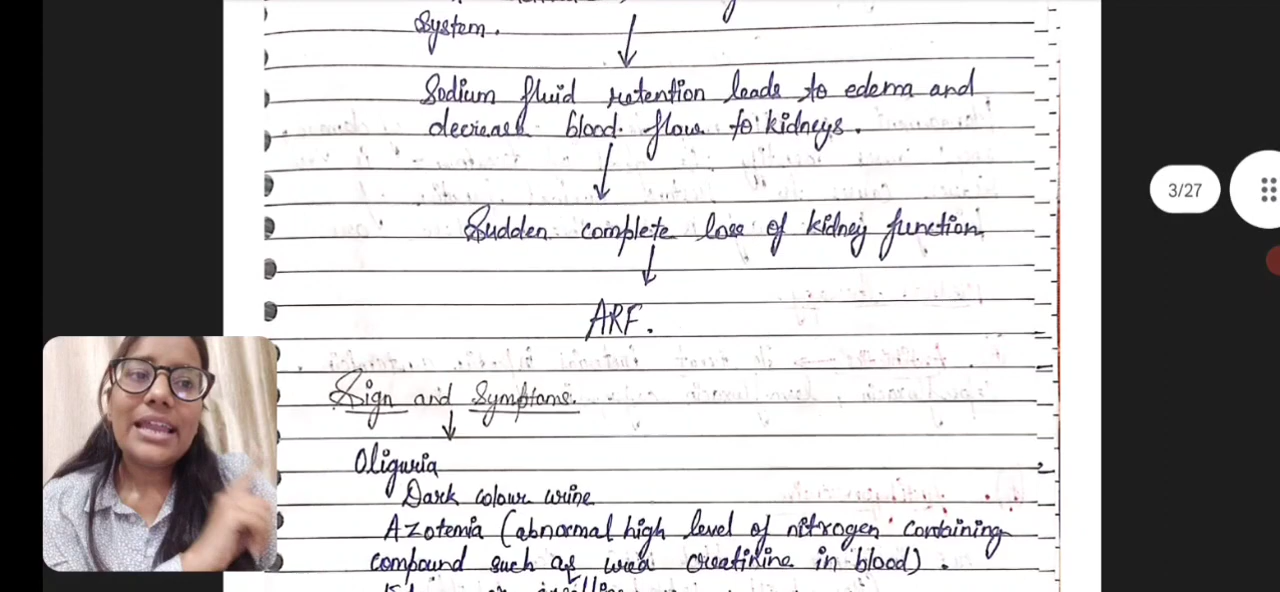 System.
Sodium fluid retention leads to edema and
decrease blood flow to kidneys.
Sudden complete loss of kidney function
ARF.
Sign and Symptoms.
Oliguria
Dark colour urine
Azotemia (abnormal high level of nitrogen containing
compound such as urea creatinine in blood).
3/27